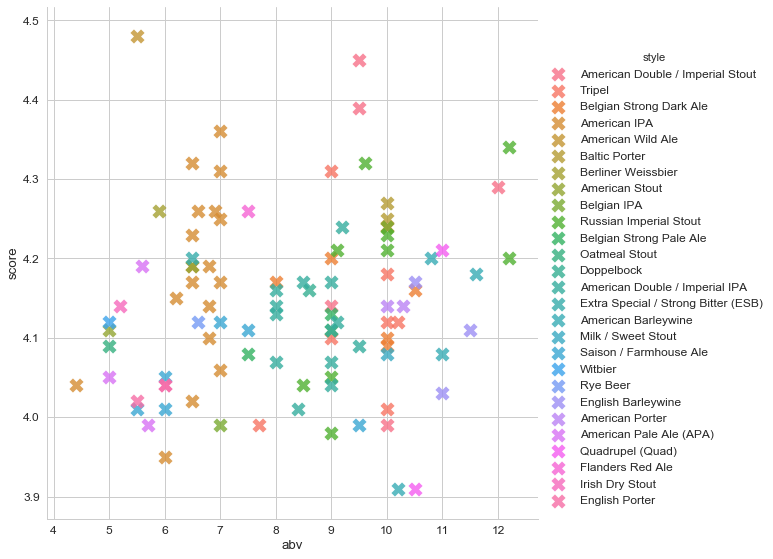 4.5
4.4
4.3
4.2
4.1
4.0
3.9
score
4 5 6 7 8 9 10 11 12
abv
style
American Double / Imperial Stout
Tripel
Belgian Strong Dark Ale
American IPA
American Wild Ale
Baltic Porter
Berliner Weissbier
American Stout
Belgian IPA
Russian Imperial Stout
Belgian Strong Pale Ale
Oatmeal Stout
Doppelbock
American Double / Imperial IPA
Extra Special / Strong Bitter (ESB)
American Barleywine
Milk / Sweet Stout
Saison / Farmhouse Ale
Witbier
Rye Beer
English Barleywine
American Porter
American Pale Ale (APA)
Quadrupel (Quad)
Flanders Red Ale
Irish Dry Stout
English Porter